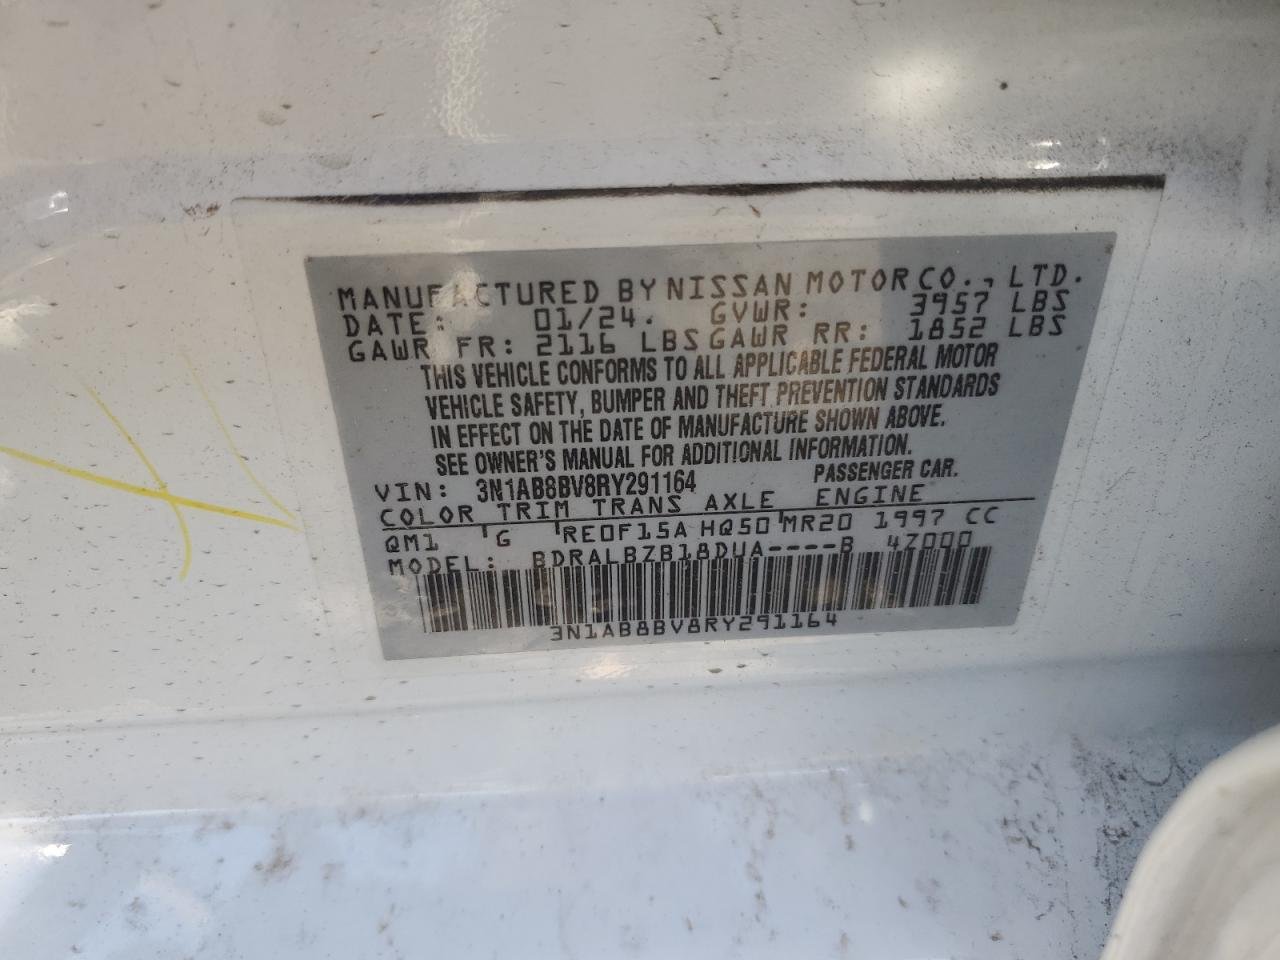 MANUFACTURED BY NISSAN MOTOR CO., LTD.
DATE: 01/24. GVWR: 3957 LBS
GAWR FR: 2116 LBS GAWR RR: 1852 LBS
THIS VEHICLE CONFORMS TO ALL APPLICABLE FEDERAL MOTOR
VEHICLE SAFETY, BUMPER AND THEFT PREVENTION STANDARDS
IN EFFECT ON THE DATE OF MANUFACTURE SHOWN ABOVE.
SEE OWNER'S MANUAL FOR ADDITIONAL INFORMATION.
VIN: 3N1AB8BV8RY291164 PASSENGER CAR.
COLOR TRIM TRANS AXLE ENGINE
QM1 G RE0F15A HQ50 MR20 1997 CC
MODEL: BDRALBZB18DUA----B 4Z000
3N1AB8BV8RY291164